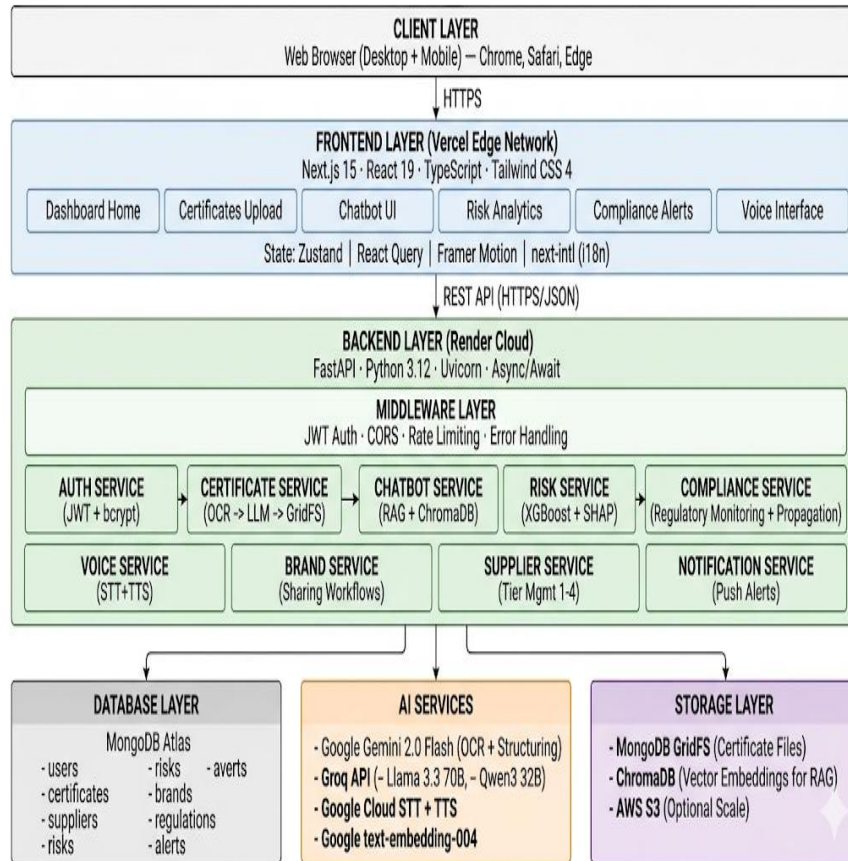 CLIENT LAYER
Web Browser (Desktop + Mobile) — Chrome, Safari, Edge
HTTPS
FRONTEND LAYER (Vercel Edge Network)
Next.js 15 · React 19 · TypeScript · Tailwind CSS 4
Dashboard Home
Certificates Upload
Chatbot UI
Risk Analytics
Compliance Alerts
Voice Interface
State: Zustand | React Query | Framer Motion | next-intl (i18n)
REST API (HTTPS/JSON)
BACKEND LAYER (Render Cloud)
FastAPI · Python 3.12 · Uvicorn · Async/Await
MIDDLEWARE LAYER
JWT Auth · CORS · Rate Limiting · Error Handling
AUTH SERVICE
(JWT + bcrypt)
CERTIFICATE SERVICE
(OCR -> LLM -> GridFS)
CHATBOT SERVICE
(RAG + ChromaDB)
RISK SERVICE
(XGBoost + SHAP)
COMPLIANCE SERVICE
(Regulatory Monitoring + Propagation)
VOICE SERVICE
(STT+TTS)
BRAND SERVICE
(Sharing Workflows)
SUPPLIER SERVICE
(Tier Mgmt 1-4)
NOTIFICATION SERVICE
(Push Alerts)
DATABASE LAYER
MongoDB Atlas
- users
- certificates
- suppliers
- risks
- risks
- brands
- regulations
- alerts
- averts
AI SERVICES
- Google Gemini 2.0 Flash (OCR + Structuring)
- Groq API (- Llama 3.3 70B, - Qwen3 32B)
- Google Cloud STT + TTS
- Google text-embedding-004
STORAGE LAYER
- MongoDB GridFS (Certificate Files)
- ChromaDB (Vector Embeddings for RAG)
- AWS S3 (Optional Scale)